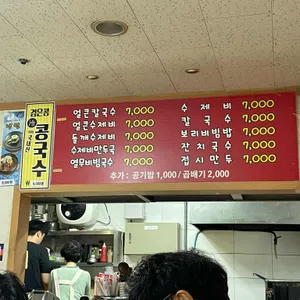 검은콩
콩국수
얼큰칼국수 7,000
얼큰수제비 7,000
들깨수제비 7,000
수제비만두국 7,000
열무비빔국수 7,000
수제비 7,000
칼국수 7,000
보리비빔밥 7,000
잔치국수 7,000
접시만두 7,000
추가 : 공기밥 1,000 / 곱배기 2,000